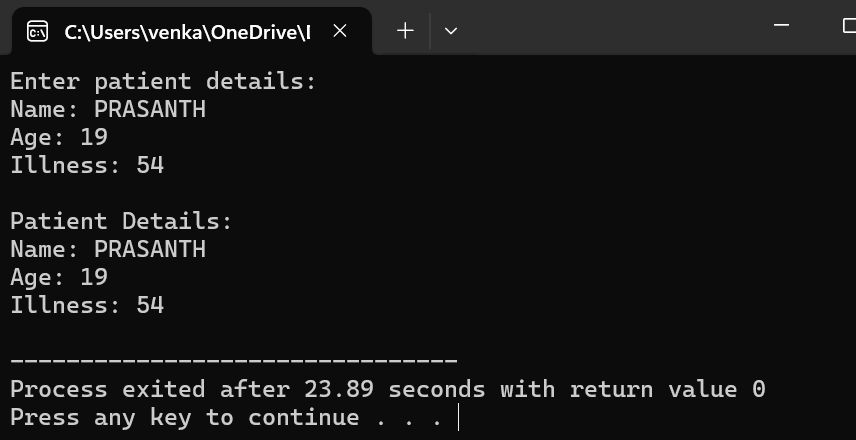 C:\Users\venka\OneDrive\
Enter patient details:
Name: PRASANTH
Age: 19
Illness: 54
Patient Details:
Name: PRASANTH
Age: 19
Illness: 54
--------------------------------
Process exited after 23.89 seconds with return value 0
Press any key to continue . . .